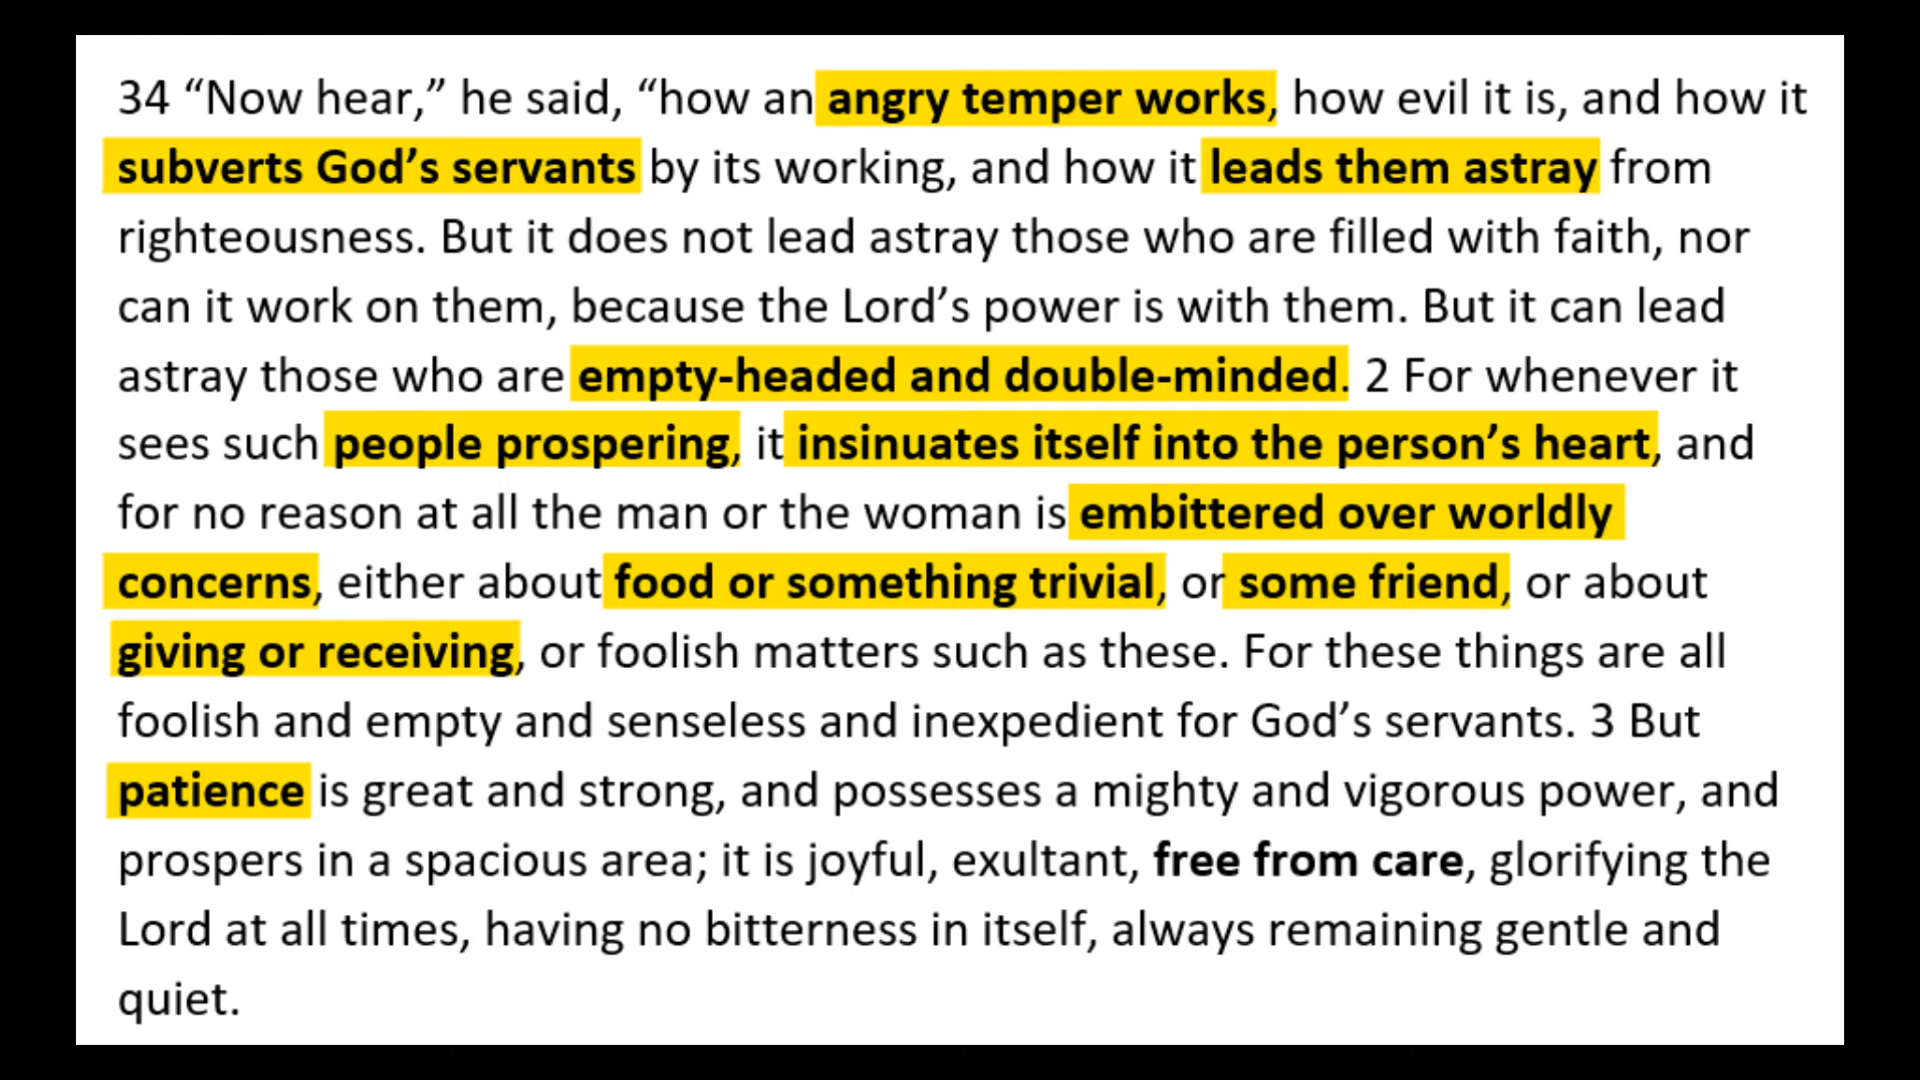 34 “Now hear,” he said, “how an angry temper works, how evil it is, and how it
subverts God’s servants by its working, and how it leads them astray from
righteousness. But it does not lead astray those who are filled with faith, nor
can it work on them, because the Lord’s power is with them. But it can lead
astray those who are empty-headed and double-minded. 2 For whenever it
sees such people prospering, it insinuates itself into the person’s heart, and
for no reason at all the man or the woman is embittered over worldly
concerns, either about food or something trivial, or some friend, or about
giving or receiving, or foolish matters such as these. For these things are all
foolish and empty and senseless and inexpedient for God’s servants. 3 But
patience is great and strong, and possesses a mighty and vigorous power, and
prospers in a spacious area; it is joyful, exultant, free from care, glorifying the
Lord at all times, having no bitterness in itself, always remaining gentle and
quiet.